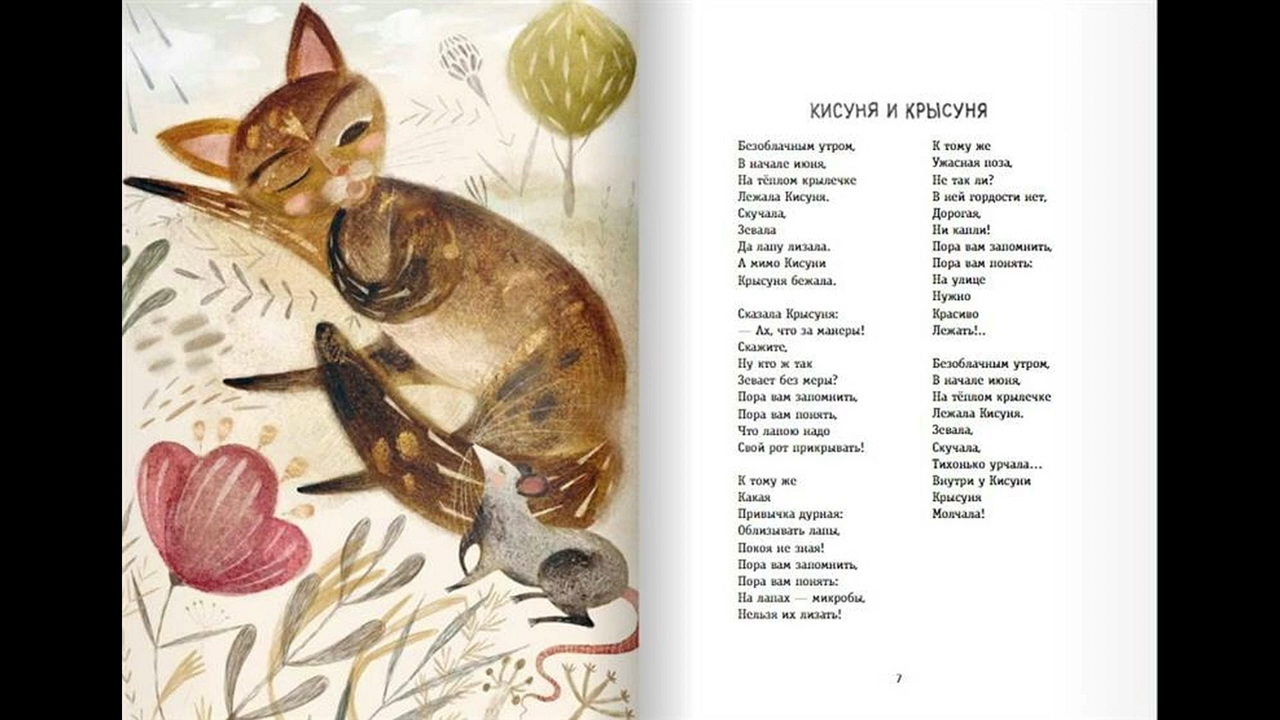 КИСУНЯ И КРЫСУНЯ
Безоблачным утром,
В начале июня,
На тёплом крылечке
Лежала Кисуня.
Скучала,
Зевала
Да лапу лизала.
А мимо Кисуни
Крысуня бежала.
Сказала Крысуня:
— Ах, что за манеры!
Скажите,
Ну кто ж так
Зевает без меры?
Пора вам запомнить,
Пора вам понять,
Что лапою надо
Свой рот прикрывать!
К тому же
Какая
Привычка дурная:
Облизывать лапы,
Покоя не зная!
Пора вам запомнить,
Пора вам понять:
На лапах — микробы,
Нельзя их лизать!
К тому же
Ужасная поза,
Не так ли?
В ней гордости нет,
Дорогая,
Ни капли!
Пора вам запомнить,
Пора вам понять:
На улице
Нужно
Красиво
Лежать!..
Безоблачным утром,
В начале июня,
На тёплом крылечке
Лежала Кисуня.
Зевала,
Скучала,
Тихонько урчала...
Внутри у Кисуни
Крысуня
Молчала!
7